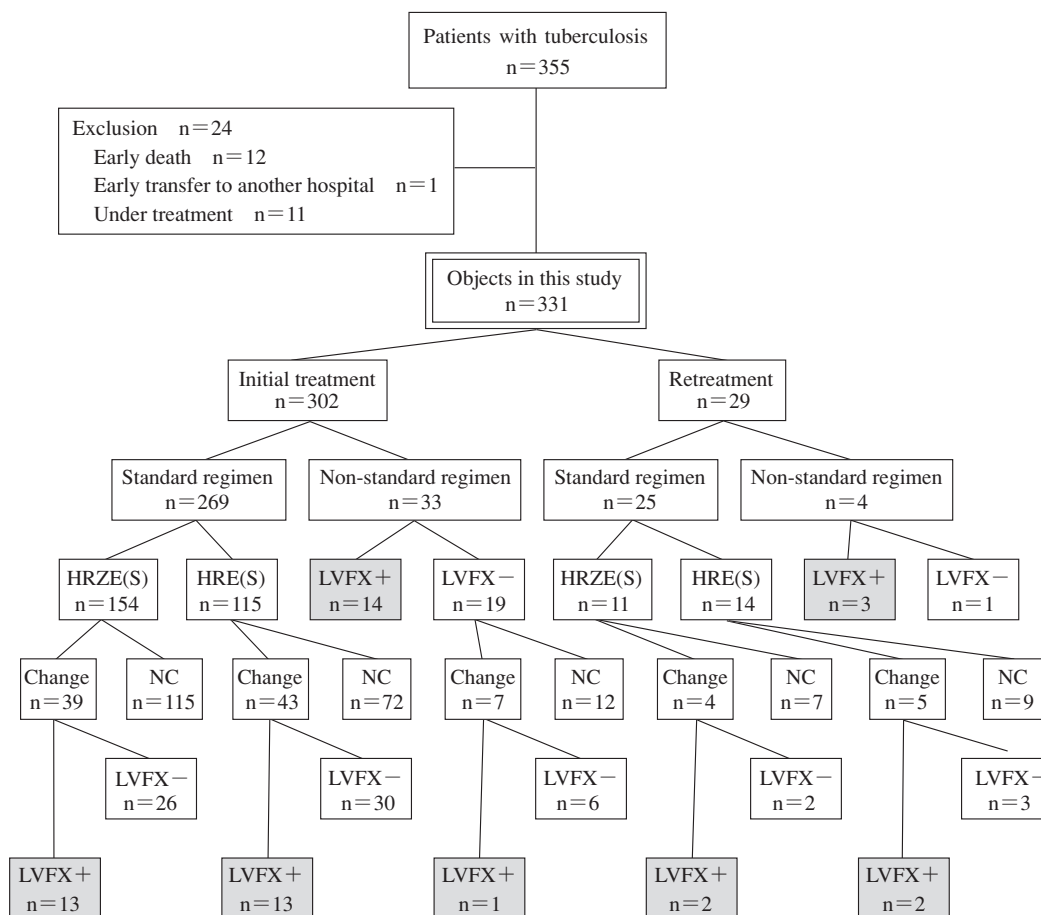 Patients with tuberculosis
n=355
Exclusion n=24
Early death n=12
Early transfer to another hospital n=1
Under treatment n=11
Objects in this study
n=331
Initial treatment
n=302
Retreatment
n=29
Standard regimen
n=269
Non-standard regimen
n=33
Standard regimen
n=25
Non-standard regimen
n=4
HRZE(S)
n=154
HRE(S)
n=115
LVFX+
n=14
LVFX−
n=19
HRZE(S)
n=11
HRE(S)
n=14
LVFX+
n=3
LVFX−
n=1
Change
n=39
NC
n=115
Change
n=43
NC
n=72
Change
n=7
NC
n=12
Change
n=4
NC
n=7
Change
n=5
NC
n=9
LVFX−
n=26
LVFX−
n=30
LVFX−
n=6
LVFX−
n=2
LVFX−
n=3
LVFX+
n=13
LVFX+
n=13
LVFX+
n=1
LVFX+
n=2
LVFX+
n=2